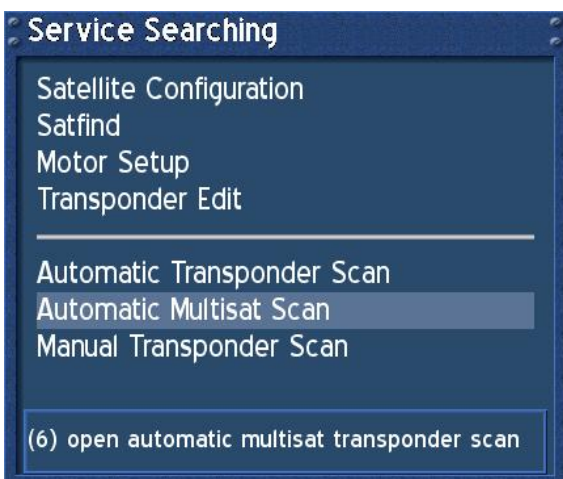 Service Searching
Satellite Configuration
Satfind
Motor Setup
Transponder Edit
Automatic Transponder Scan
Automatic Multisat Scan
Manual Transponder Scan
(6) open automatic multisat transponder scan